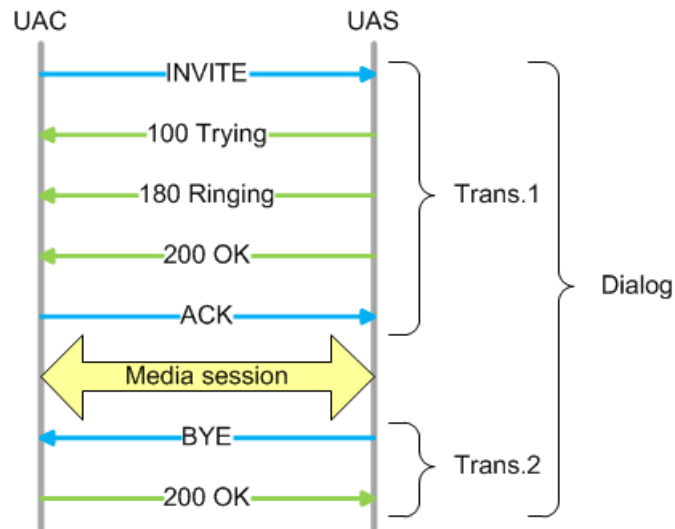 UAC
UAS
INVITE
100 Trying
180 Ringing
Trans.1
200 OK
Dialog
ACK
Media session
BYE
Trans.2
200 OK